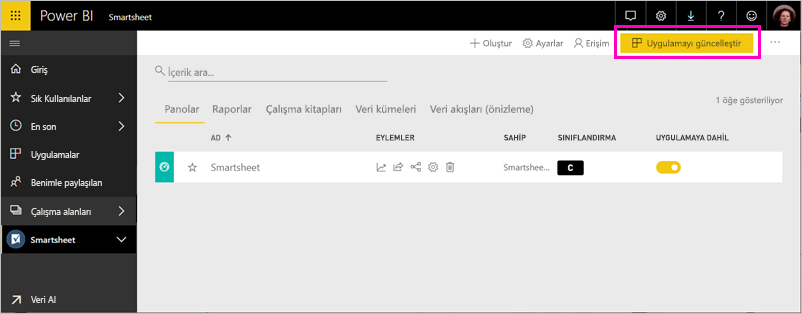 Power BI Smartsheet ?
Oluştur Ayarlar Erişim Uygulamayı güncelleştir ...
Giriş
Sık Kullanılanlar
En son
Uygulamalar
Benimle paylaşılan
Çalışma alanları
Smartsheet
Veri Al
İçerik ara...
Panolar Raporlar Çalışma kitapları Veri kümeleri Veri akışları (önizleme) 1 öğe gösteriliyor
AD EYLEMLER SAHİP SINIFLANDIRMA UYGULAMAYA DAHİL
Smartsheet Smartshee... C